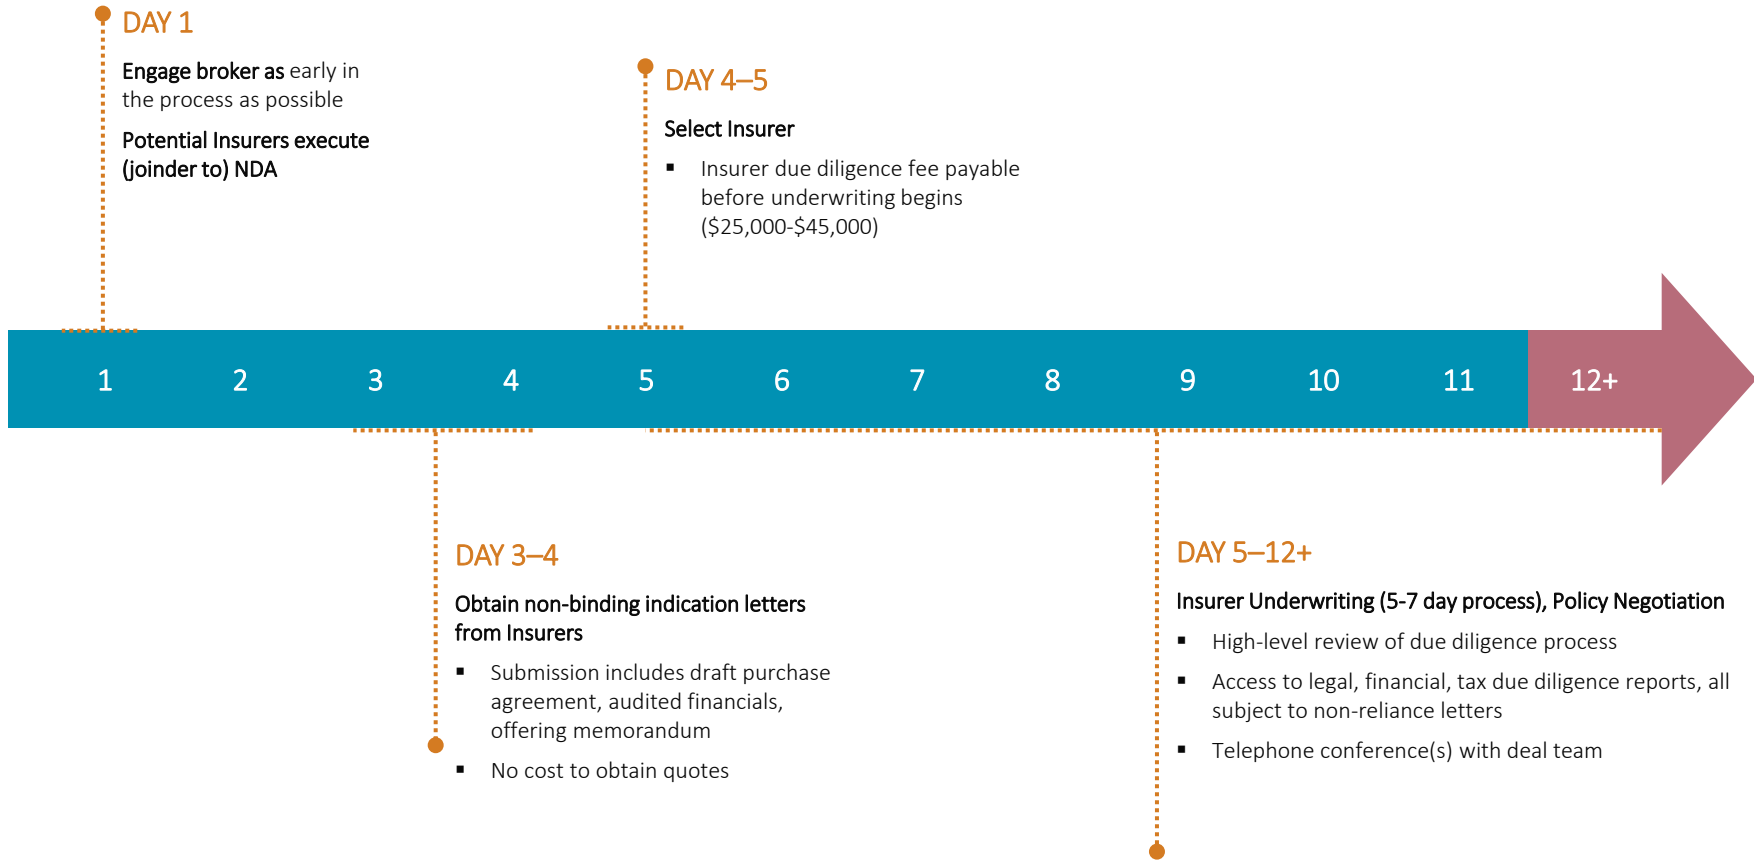 DAY 1
Engage broker as early in
the process as possible
Potential Insurers execute
(joinder to) NDA
DAY 4–5
Select Insurer
▪ Insurer due diligence fee payable
before underwriting begins
($25,000-$45,000)
1 2 3 4 5 6 7 8 9 10 11 12+
DAY 3–4
Obtain non-binding indication letters
from Insurers
▪ Submission includes draft purchase
agreement, audited financials,
offering memorandum
▪ No cost to obtain quotes
DAY 5–12+
Insurer Underwriting (5-7 day process), Policy Negotiation
▪ High-level review of due diligence process
▪ Access to legal, financial, tax due diligence reports, all
subject to non-reliance letters
▪ Telephone conference(s) with deal team